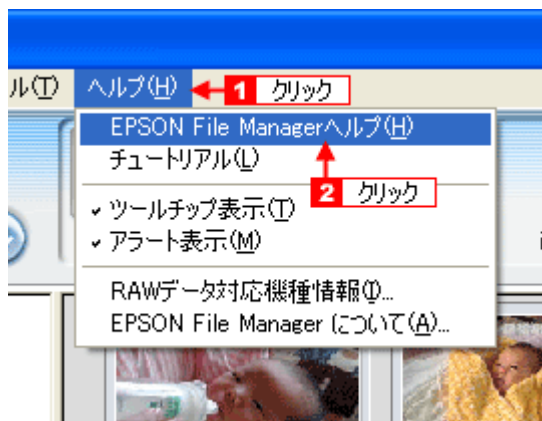 ル(T) ヘルプ(H) 1 クリック
EPSON File Managerヘルプ(H)
チュートリアル(L)
2 クリック
ツールチップ表示(T)
アラート表示(M)
RAWデータ対応機種情報(I)...
EPSON File Manager について(A)...